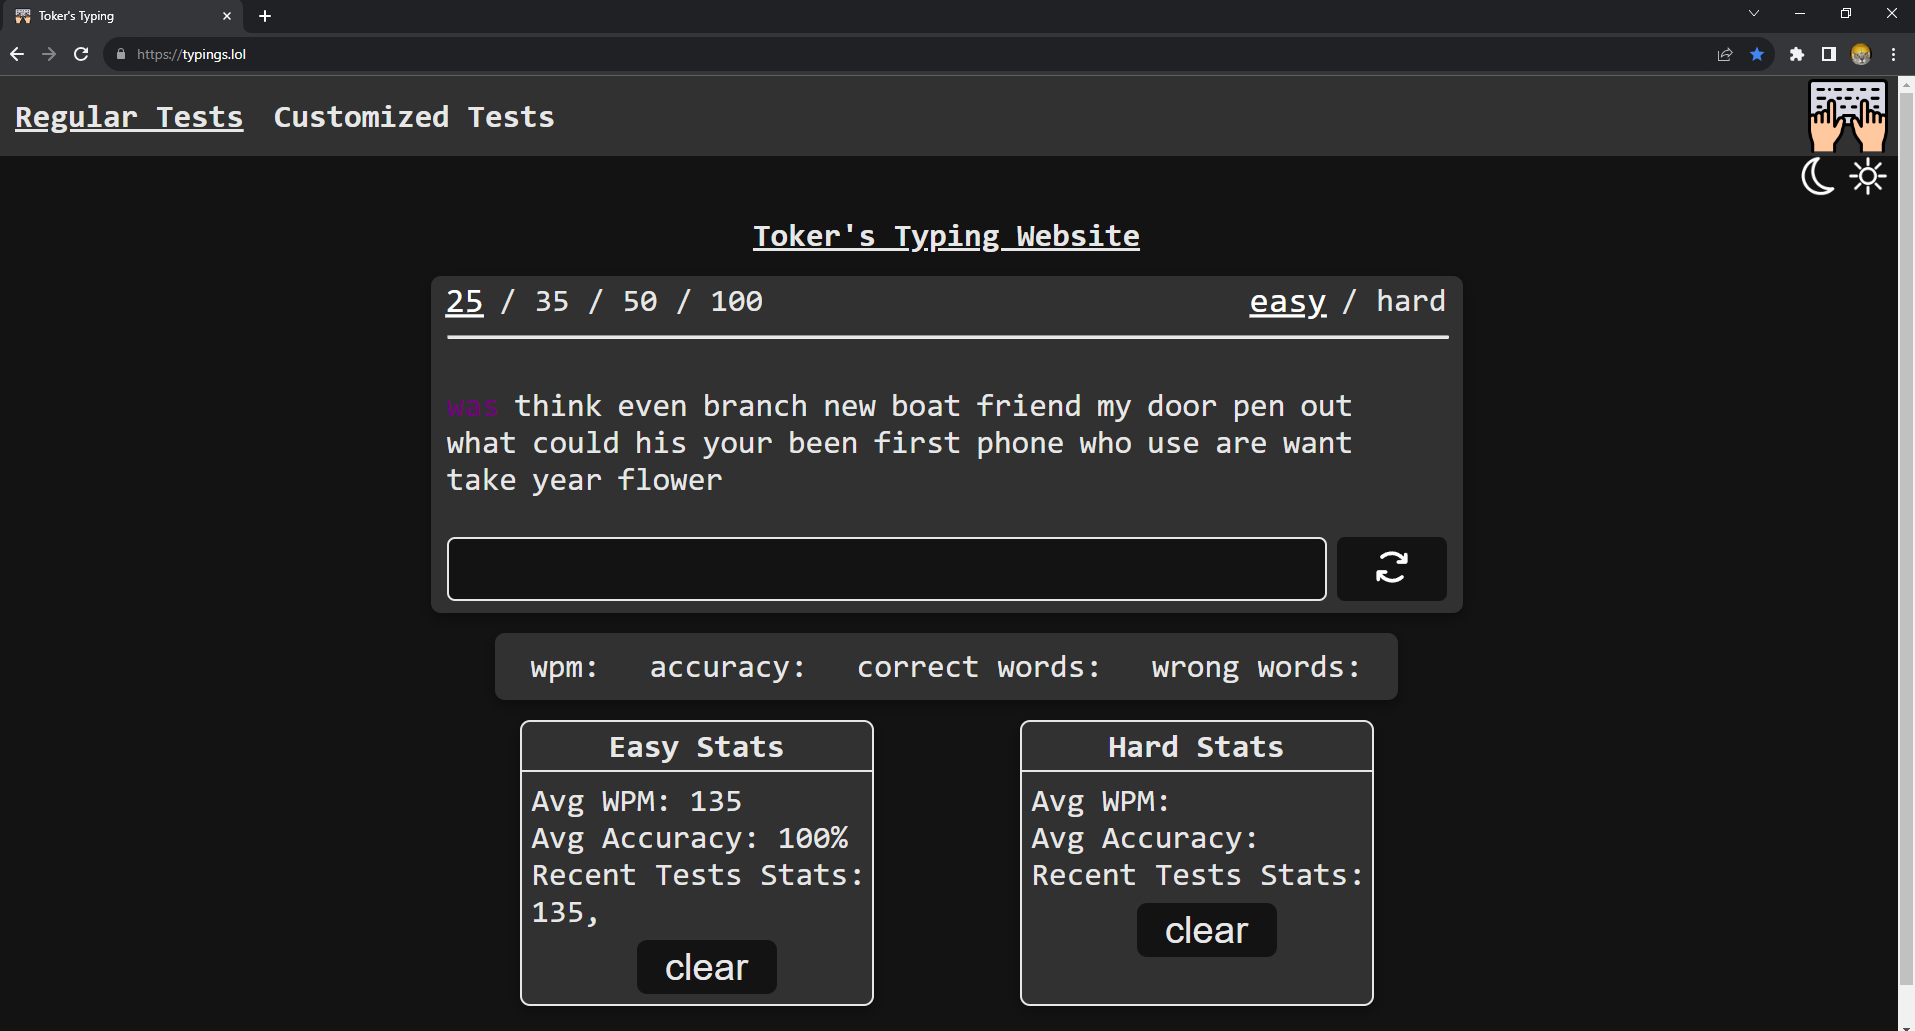 Toker's Typing
https://typings.lol
Regular Tests Customized Tests
Toker's Typing Website
25 / 35 / 50 / 100 easy / hard
was think even branch new boat friend my door pen out
what could his your been first phone who use are want
take year flower
wpm: accuracy: correct words: wrong words:
Easy Stats
Avg WPM: 135
Avg Accuracy: 100%
Recent Tests Stats:
135,
clear
Hard Stats
Avg WPM:
Avg Accuracy:
Recent Tests Stats:
clear